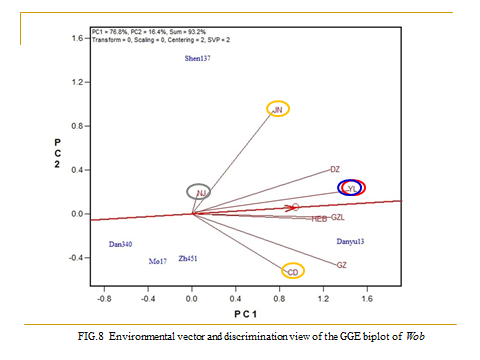 PC1 = 76.8%, PC2 = 16.4%, Sum = 93.2%
Transform = 0, Scaling = 0, Centering = 2, SVP = 2
1.6
Shen137
1.2
JN
0.8
PC2
DZ
0.4
NJ
YL
0.0
GZL
HEB
Danyu13
Dan340
Zh451
Mo17
-0.4
GZ
CD
-0.8 -0.4 0.0 0.4 0.8 1.2 1.6
PC1
FIG.8 Environmental vector and discrimination view of the GGE biplot of Wob